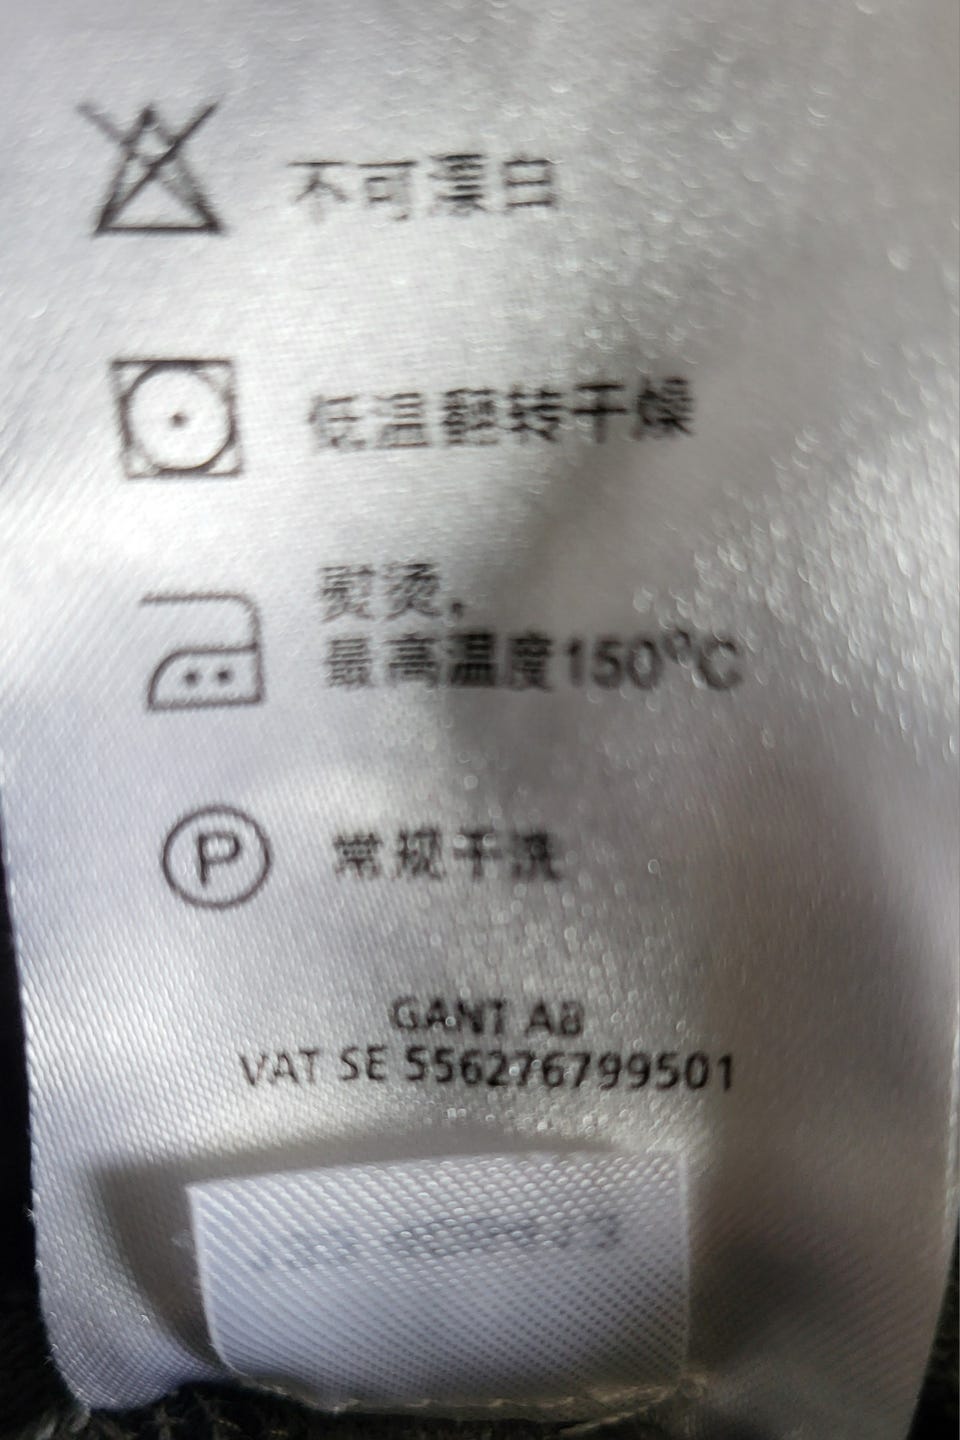 不可漂白
低温翻转干燥
熨烫，
最高温度150°C
P 常规干洗
GANT AB
VAT SE 556276799501